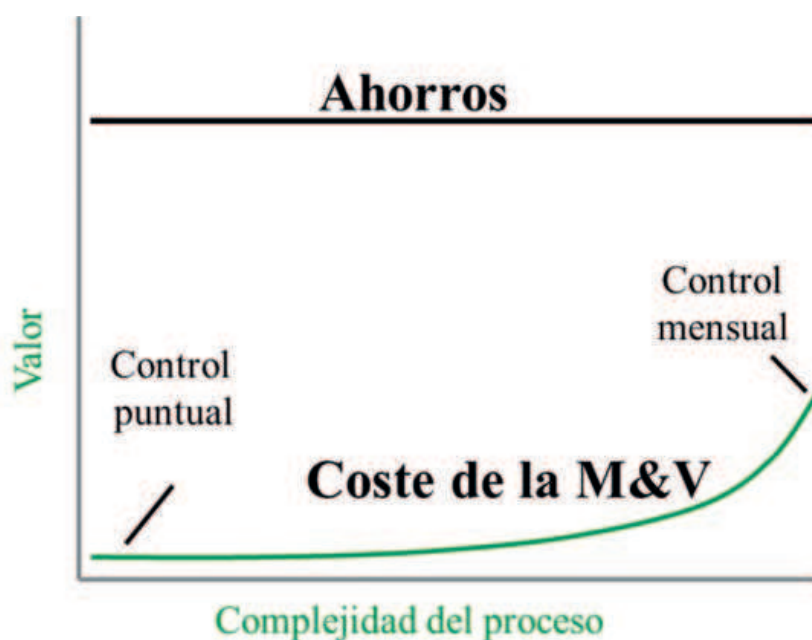 Ahorros
Control
mensual
Control
puntual
Valor
Coste de la M&V
Complejidad del proceso